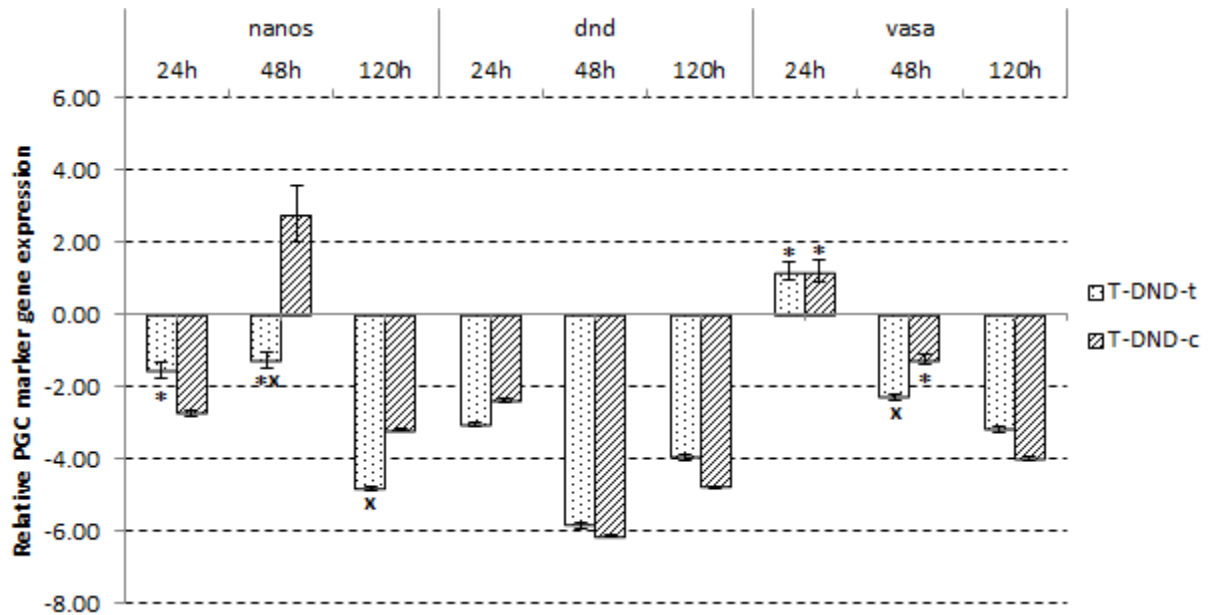 nanos dnd vasa
24h 48h 120h 24h 48h 120h 24h 48h 120h
6.00
4.00
2.00
0.00
-2.00
-4.00
-6.00
-8.00
Relative PGC marker gene expression
* *
* *x *
x x
T-DND-t
T-DND-c